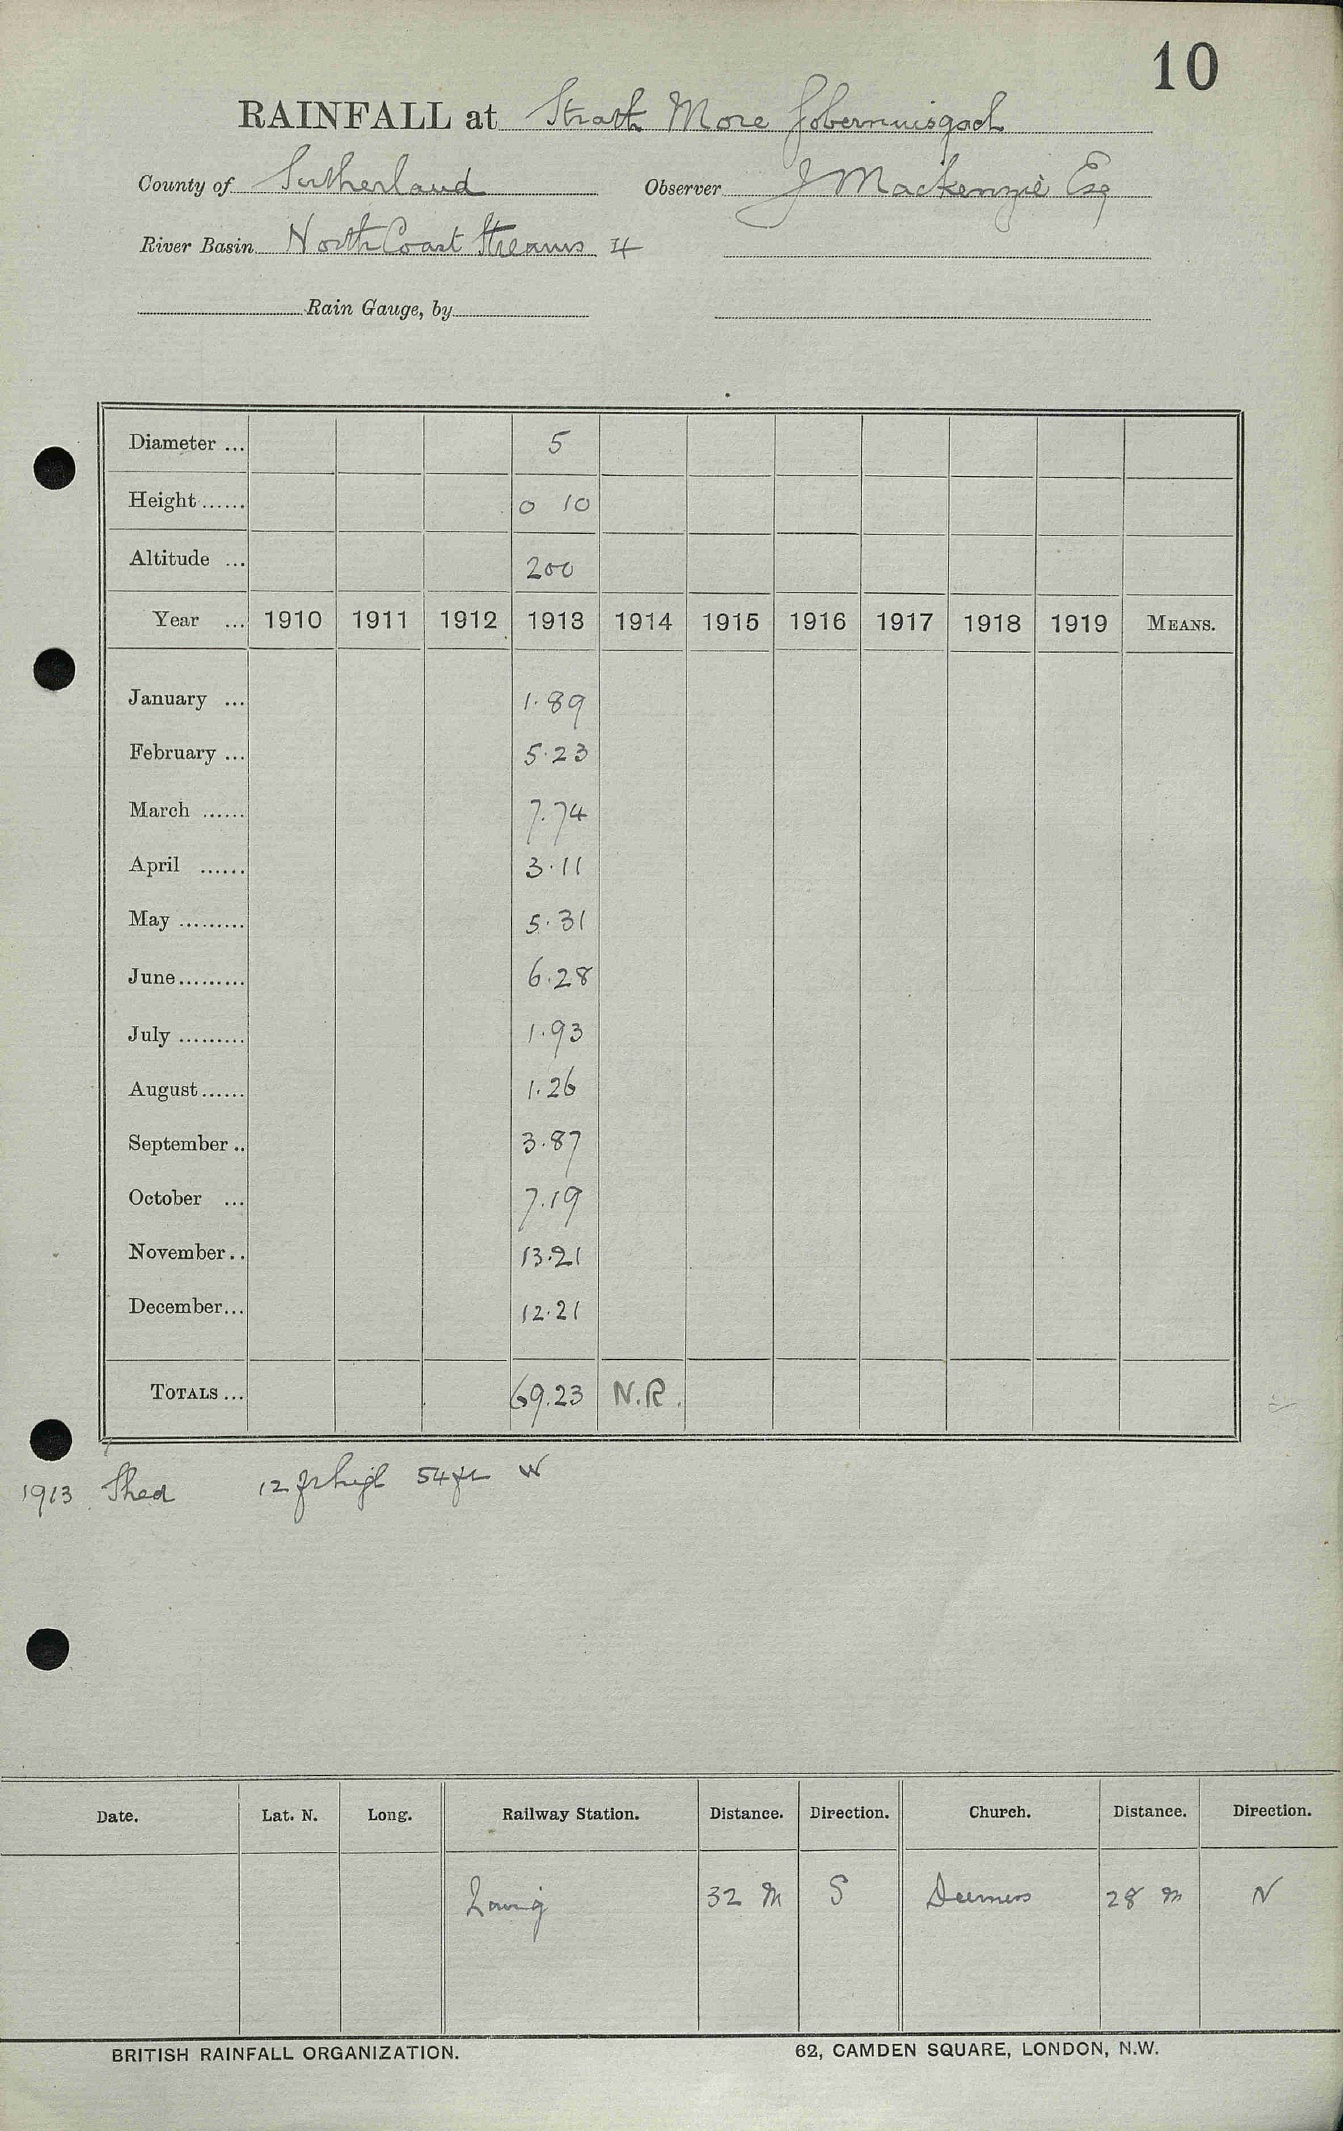 10
RAINFALL at Strath More Gobernuisgach
County of Sutherland Observer J Mackenzie Esq
River Basin North Coast Streams 4
Rain Gauge, by
Diameter ... 5
Height ...... 0 10
Altitude ... 200
Year ... 1910 1911 1912 1913 1914 1915 1916 1917 1918 1919 MEANS.
January ... 1.89
February ... 5.23
March ...... 7.74
April ...... 3.11
May ......... 5.31
June ......... 6.28
July ......... 1.93
August ...... 1.26
September .. 3.87
October ... 7.19
November .. 13.21
December ... 12.21
TOTALS ... 69.23 N.R.
1913 Shed 12 ft high 54 ft W
Date. Lat. N. Long. Railway Station. Distance. Direction. Church. Distance. Direction.
Lairg 32 m S 28 m N
BRITISH RAINFALL ORGANIZATION. 62, CAMDEN SQUARE, LONDON, N.W.